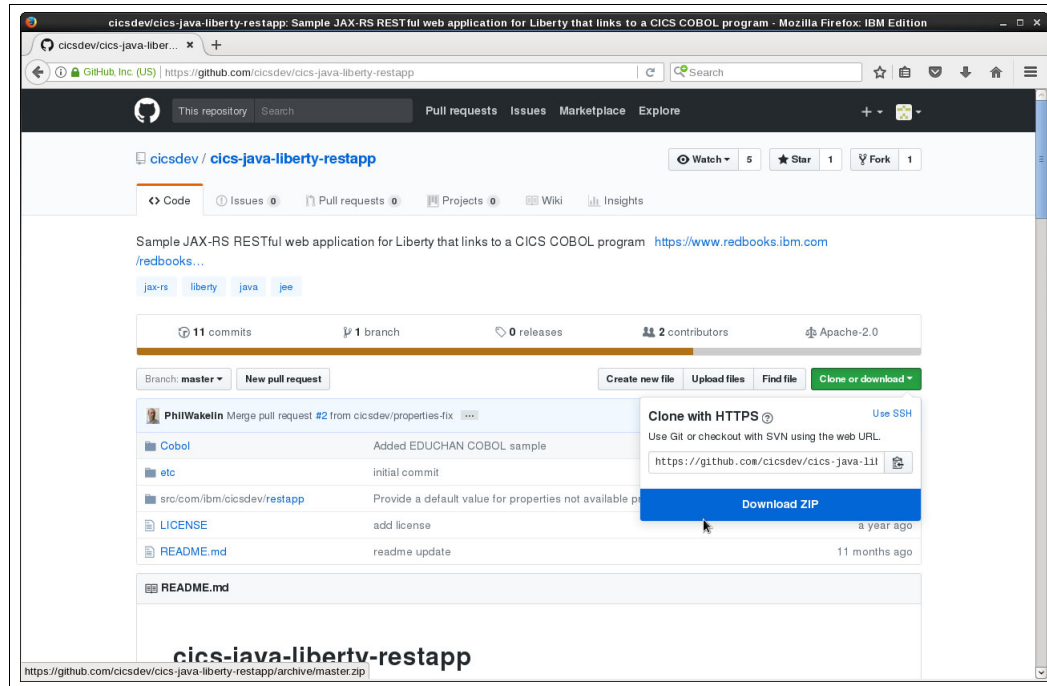 cicsdev/cics-java-liberty-restapp: Sample JAX-RS RESTful web application for Liberty that links to a CICS COBOL program - Mozilla Firefox: IBM Edition
cicsdev/cics-java-liber...
GitHub, Inc. (US) https://github.com/cicsdev/cics-java-liberty-restapp Search
This repository Search Pull requests Issues Marketplace Explore
cicsdev / cics-java-liberty-restapp Watch 5 Star 1 Fork 1
Code Issues 0 Pull requests 0 Projects 0 Wiki Insights
Sample JAX-RS RESTful web application for Liberty that links to a CICS COBOL program https://www.redbooks.ibm.com
/redbooks…
jax-rs liberty java jee
11 commits 1 branch 0 releases 2 contributors Apache-2.0
Branch: master New pull request Create new file Upload files Find file Clone or download
PhilWakelin Merge pull request #2 from cicsdev/properties-fix ...
Clone with HTTPS Use SSH
Use Git or checkout with SVN using the web URL.
https://github.com/cicsdev/cics-java-lit
Download ZIP
Cobol Added EDUCHAN COBOL sample
etc initial commit
src/com/ibm/cicsdev/restapp Provide a default value for properties not available
LICENSE add license a year ago
README.md readme update 11 months ago
README.md
cics-java-liberty-restapp
https://github.com/cicsdev/cics-java-liberty-restapp/archive/master.zip